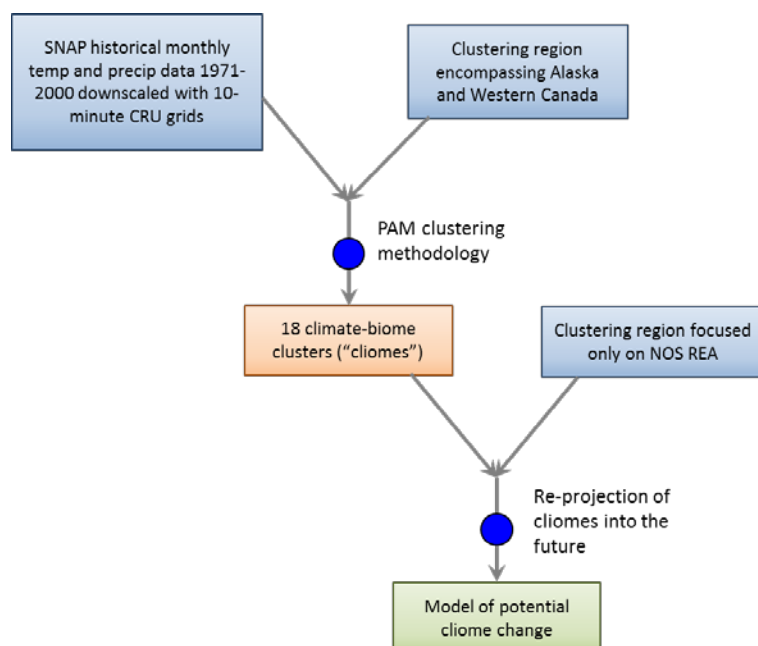 SNAP historical monthly
temp and precip data 1971-
2000 downscaled with 10-
minute CRU grids
Clustering region
encompassing Alaska
and Western Canada
PAM clustering
methodology
18 climate-biome
clusters (“cliomes”)
Clustering region focused
only on NOS REA
Re-projection of
cliomes into the
future
Model of potential
cliome change